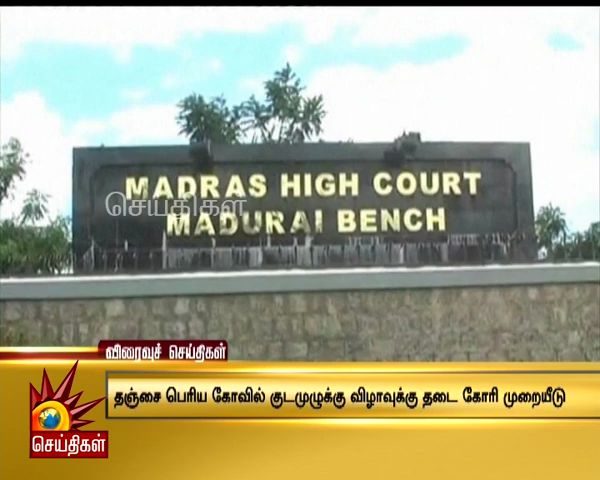 MADRAS HIGH COURT
செய்திகள்
MADURAI BENCH
விரைவுச் செய்திகள்
தஞ்சை பெரிய கோவில் குடமுழுக்கு விழாவுக்கு தடை கோரி முறையீடு
செய்திகள்